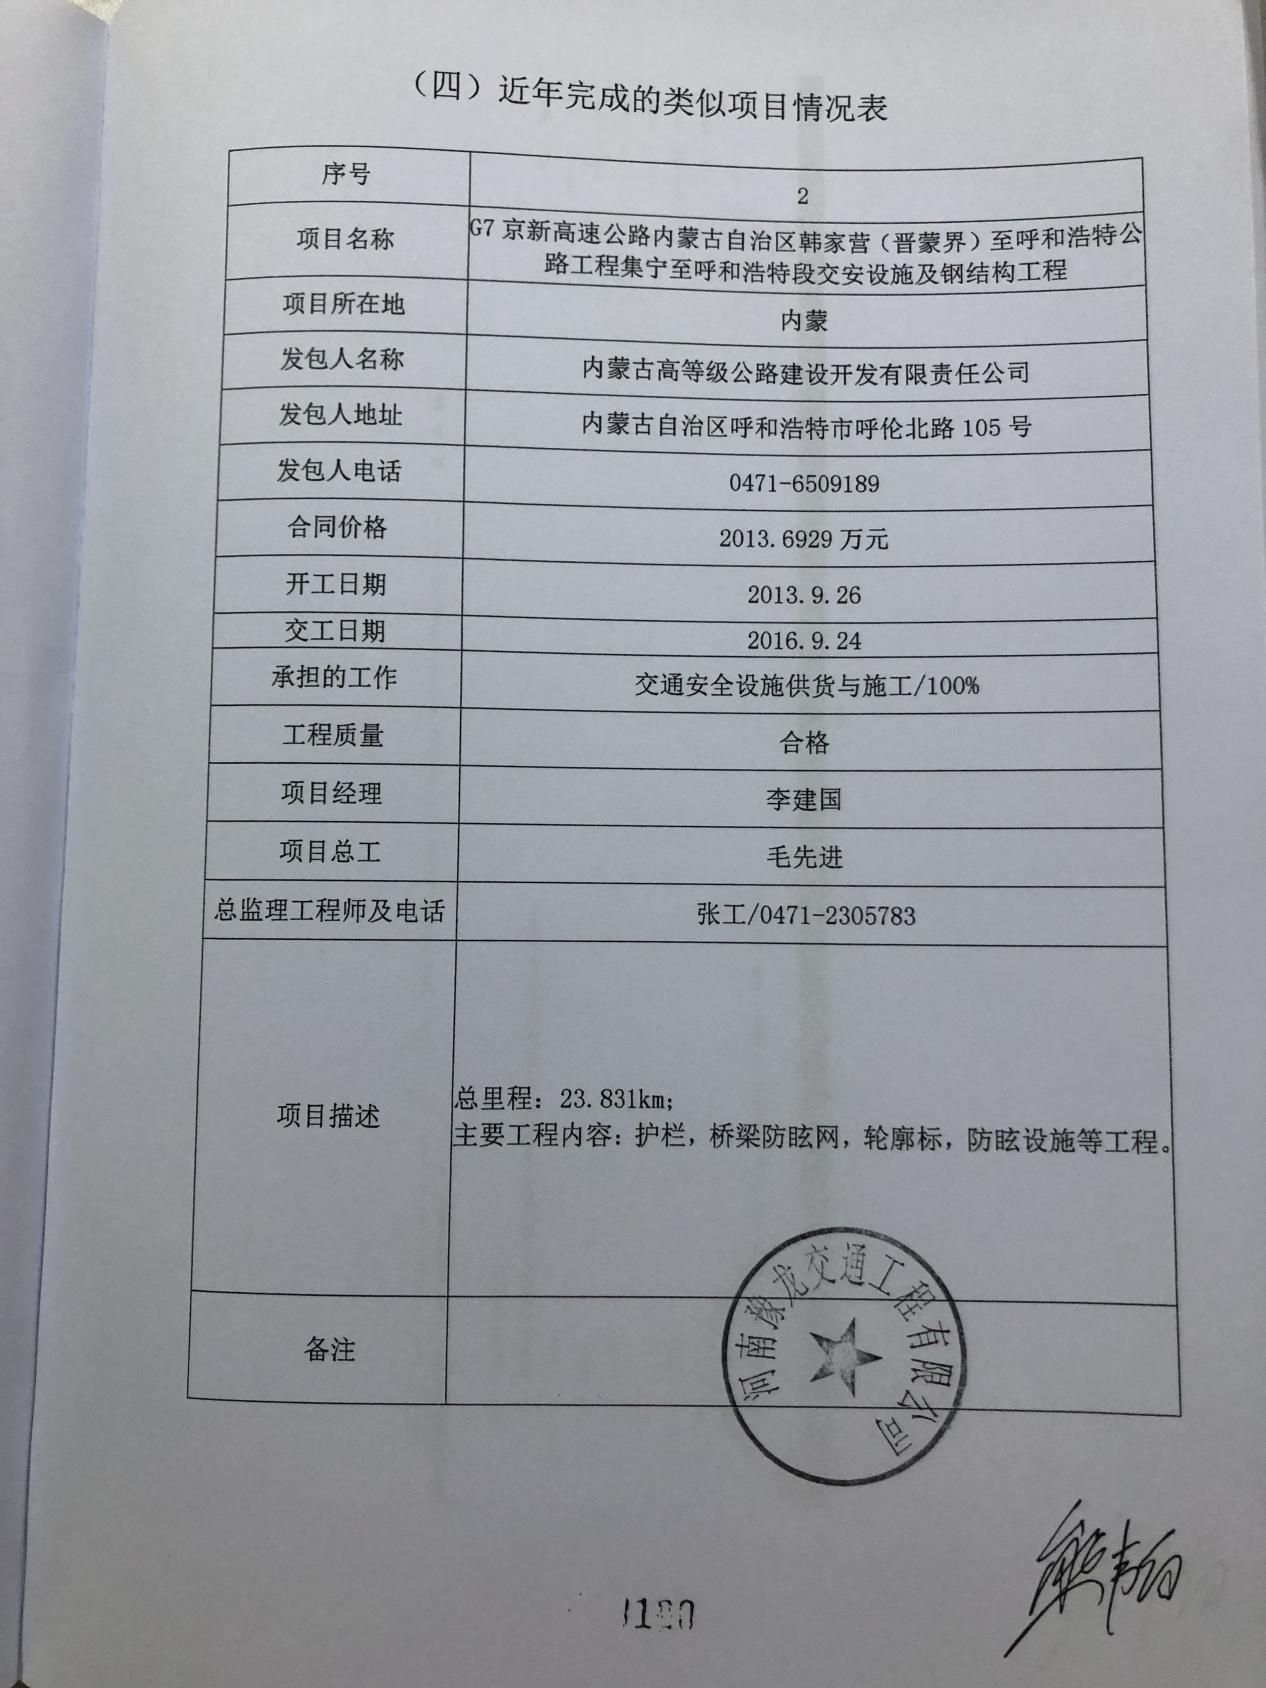 （四）近年完成的类似项目情况表
序号
2
项目名称
G7 京新高速公路内蒙古自治区韩家营（晋蒙界）至呼和浩特公
路工程集宁至呼和浩特段交安设施及钢结构工程
项目所在地
内蒙
发包人名称
内蒙古高等级公路建设开发有限责任公司
发包人地址
内蒙古自治区呼和浩特市呼伦北路 105 号
发包人电话
0471-6509189
合同价格
2013.6929 万元
开工日期
2013.9.26
交工日期
2016.9.24
承担的工作
交通安全设施供货与施工/100%
工程质量
合格
项目经理
李建国
项目总工
毛先进
总监理工程师及电话
张工/0471-2305783
项目描述
总里程：23.831km;
主要工程内容：护栏，桥梁防眩网，轮廓标，防眩设施等工程。
备注
河南豫龙交通工程有限公司